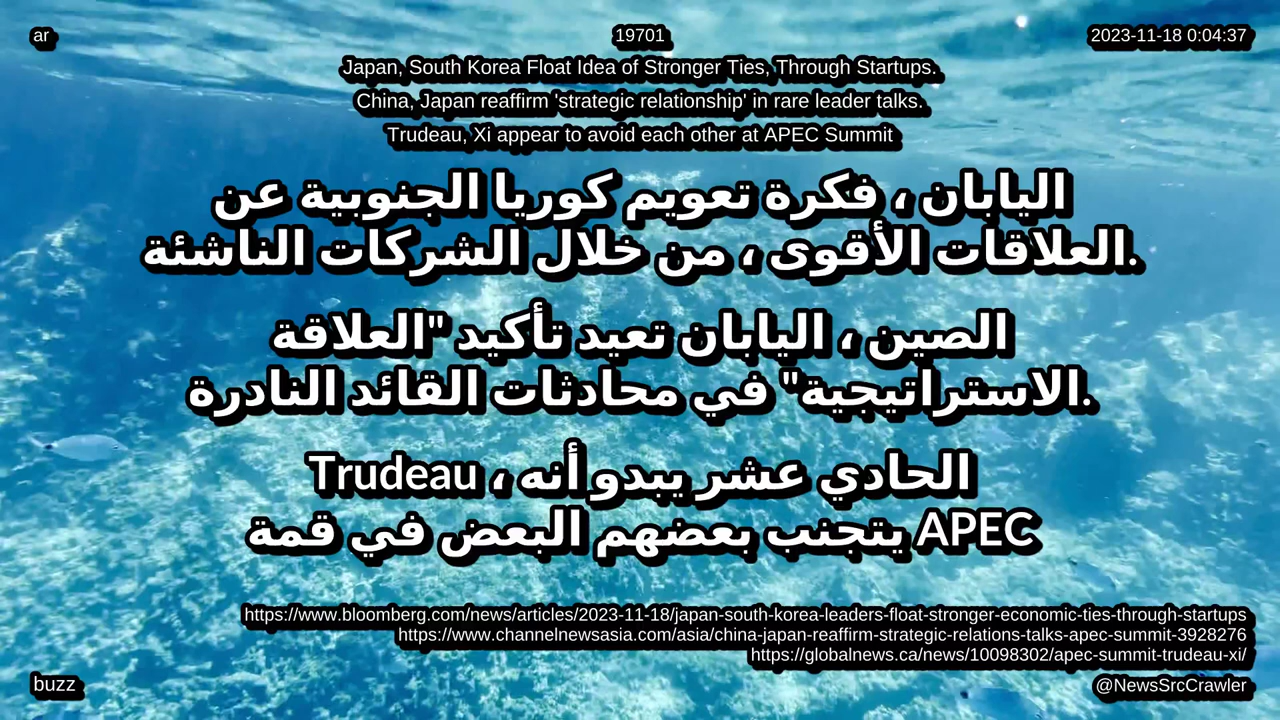 ar
19701
2023-11-18 0:04:37
Japan, South Korea Float Idea of Stronger Ties, Through Startups.
China, Japan reaffirm 'strategic relationship' in rare leader talks.
Trudeau, Xi appear to avoid each other at APEC Summit
اليابان ، فكرة تعويم كوريا الجنوبية عن
العلاقات الأقوى ، من خلال الشركات الناشئة.
الصين ، اليابان تعيد تأكيد "العلاقة
الاستراتيجية" في محادثات القائد النادرة.
Trudeau ، الحادي عشر يبدو أنه
يتجنب بعضهم البعض في قمة APEC
https://www.bloomberg.com/news/articles/2023-11-18/japan-south-korea-leaders-float-stronger-economic-ties-through-startups
https://www.channelnewsasia.com/asia/china-japan-reaffirm-strategic-relations-talks-apec-summit-3928276
https://globalnews.ca/news/10098302/apec-summit-trudeau-xi/
buzz
@NewsSrcCrawler